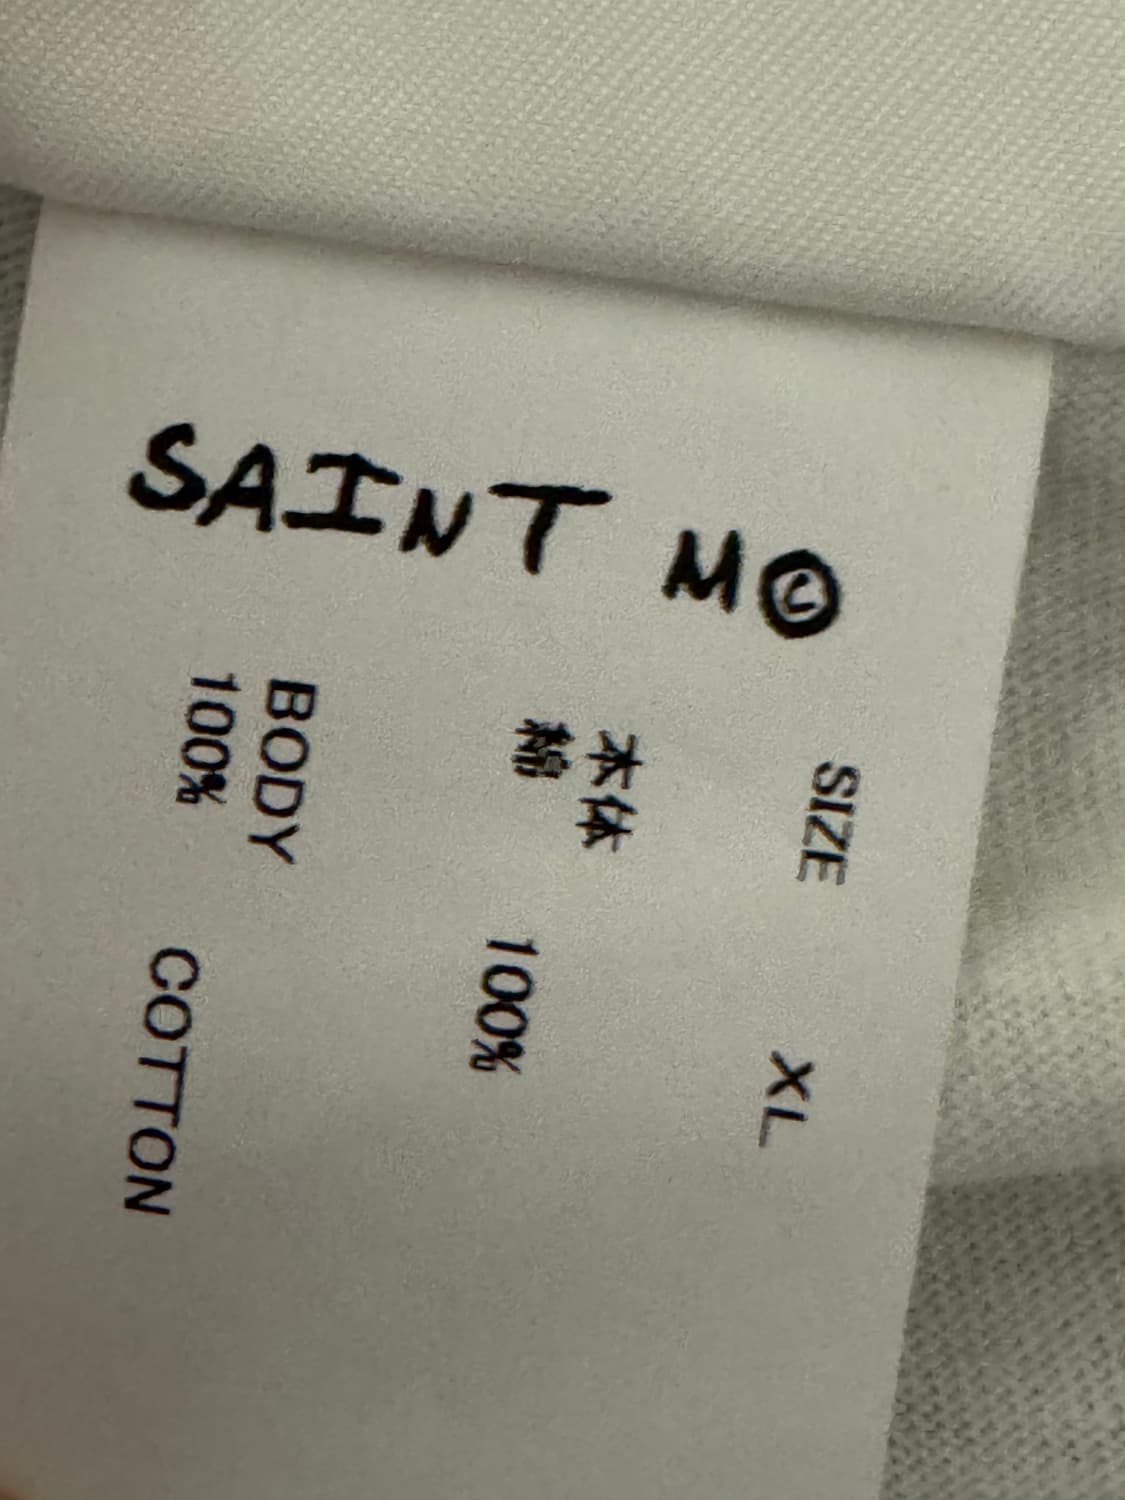 SAINT M©
SIZE XL
本体
綿 100%
BODY
100% COTTON